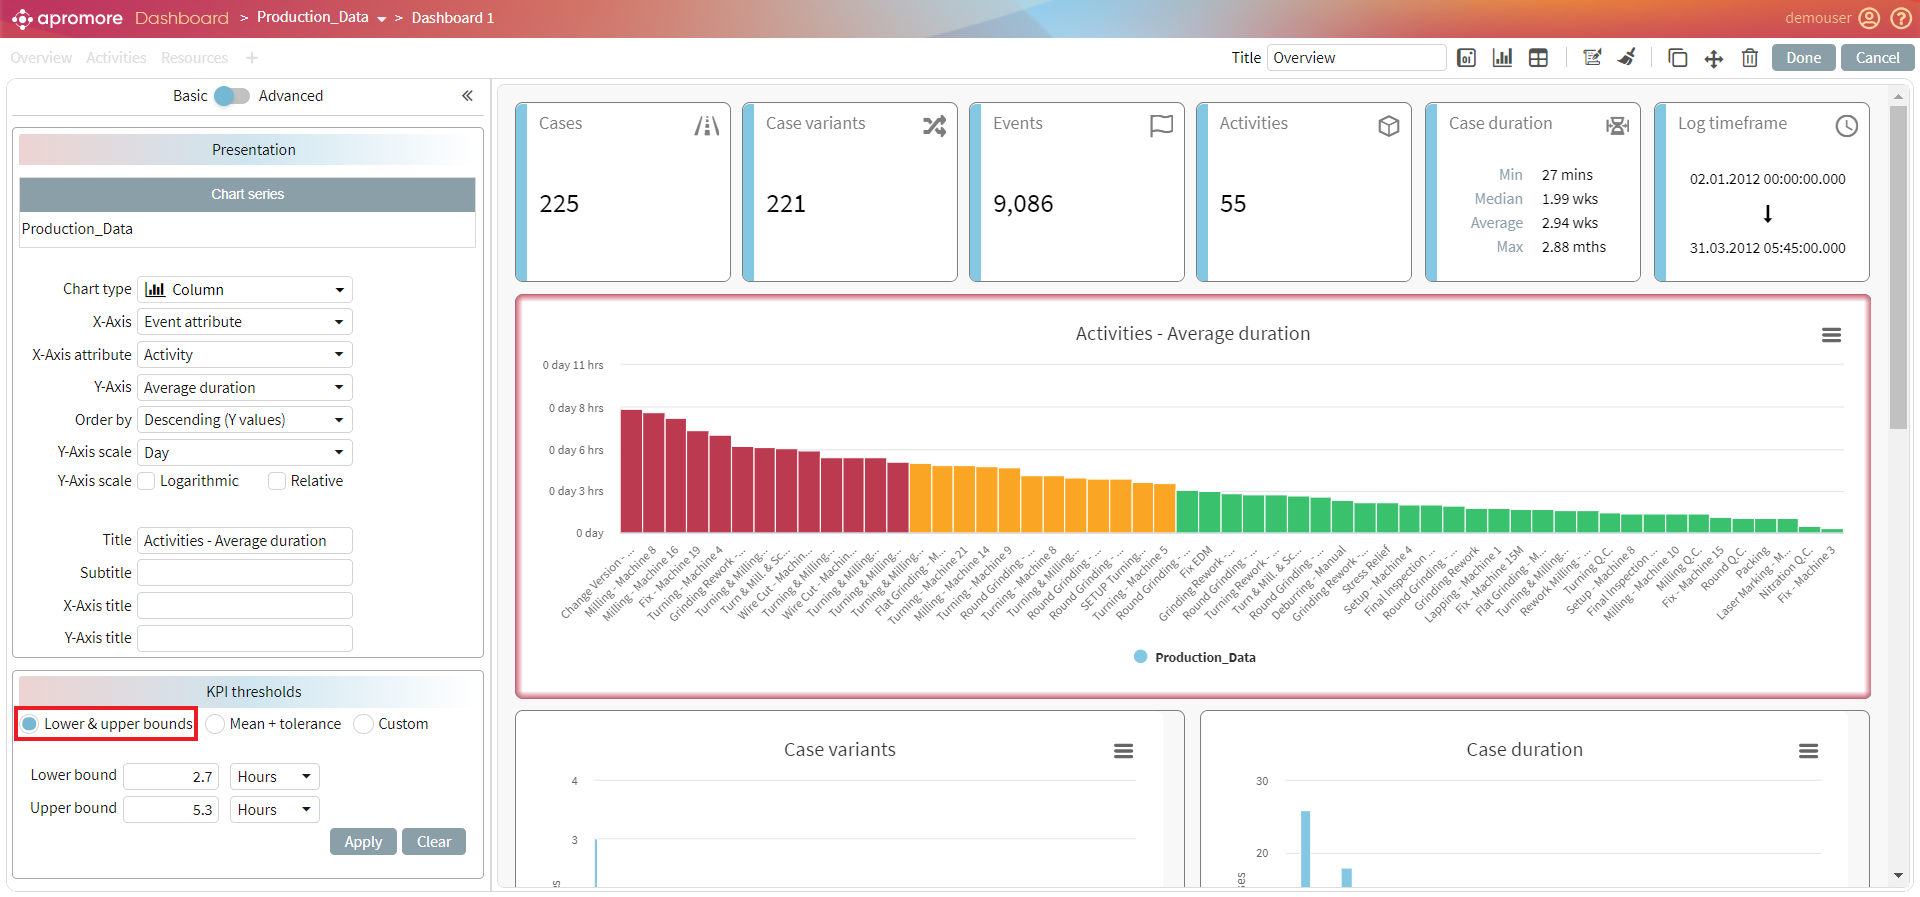 apromore Dashboard > Production_Data > Dashboard 1
demouser
Overview Activities Resources +
Title Overview
Done Cancel
Basic Advanced
Presentation
Chart series
Production_Data
Chart type Column
X-Axis Event attribute
X-Axis attribute Activity
Y-Axis Average duration
Order by Descending (Y values)
Y-Axis scale Day
Y-Axis scale Logarithmic Relative
Title Activities - Average duration
Subtitle
X-Axis title
Y-Axis title
KPI thresholds
Lower & upper bounds Mean + tolerance Custom
Lower bound 2.7 Hours
Upper bound 5.3 Hours
Apply Clear
Cases
225
Case variants
221
Events
9,086
Activities
55
Case duration
Min 27 mins
Median 1.99 wks
Average 2.94 wks
Max 2.88 mths
Log timeframe
02.01.2012 00:00:00.000
31.03.2012 05:45:00.000
Activities - Average duration
0 day 11 hrs
0 day 8 hrs
0 day 6 hrs
0 day 3 hrs
0 day
Change Version - ...
Milling - Machine 8
Milling - Machine 16
Fix - Machine 19
Turning - Machine 4
Grinding Rework - ...
Turning & Milling...
Turn & Mill. & Sc...
Wire Cut - Machin...
Turning & Milling...
Wire Cut - Machin...
Turning & Milling...
Turning & Milling...
Turning & Milling...
Flat Grinding - M...
Turning - Machine 21
Milling - Machine 14
Turning - Machine 9
Round Grinding - ...
Turning - Machine 8
Turning & Milling...
Round Grinding - ...
Round Grinding - ...
SETUP Turning...
Turning - Machine 5
Round Grinding - ...
Fix EDM
Grinding Rework - ...
Round Grinding - ...
Turning Rework - ...
Turn & Mill. & Sc...
Round Grinding - ...
Deburring - Manual
Grinding Rework - ...
Stress Relief
Setup - Machine 4
Final Inspection ...
Round Grinding - ...
Grinding Rework
Lapping - Machine 1
Fix - Machine 15M
Flat Grinding - M...
Turning & Milling...
Rework Milling - ...
Turning Q.C.
Setup - Machine 8
Final Inspection ...
Milling - Machine 10
Milling Q.C.
Fix - Machine 15
Round Q.C.
Packing
Laser Marking - M...
Nitration Q.C.
Fix - Machine 3
Production_Data
Case variants
4
3
Case duration
30
20